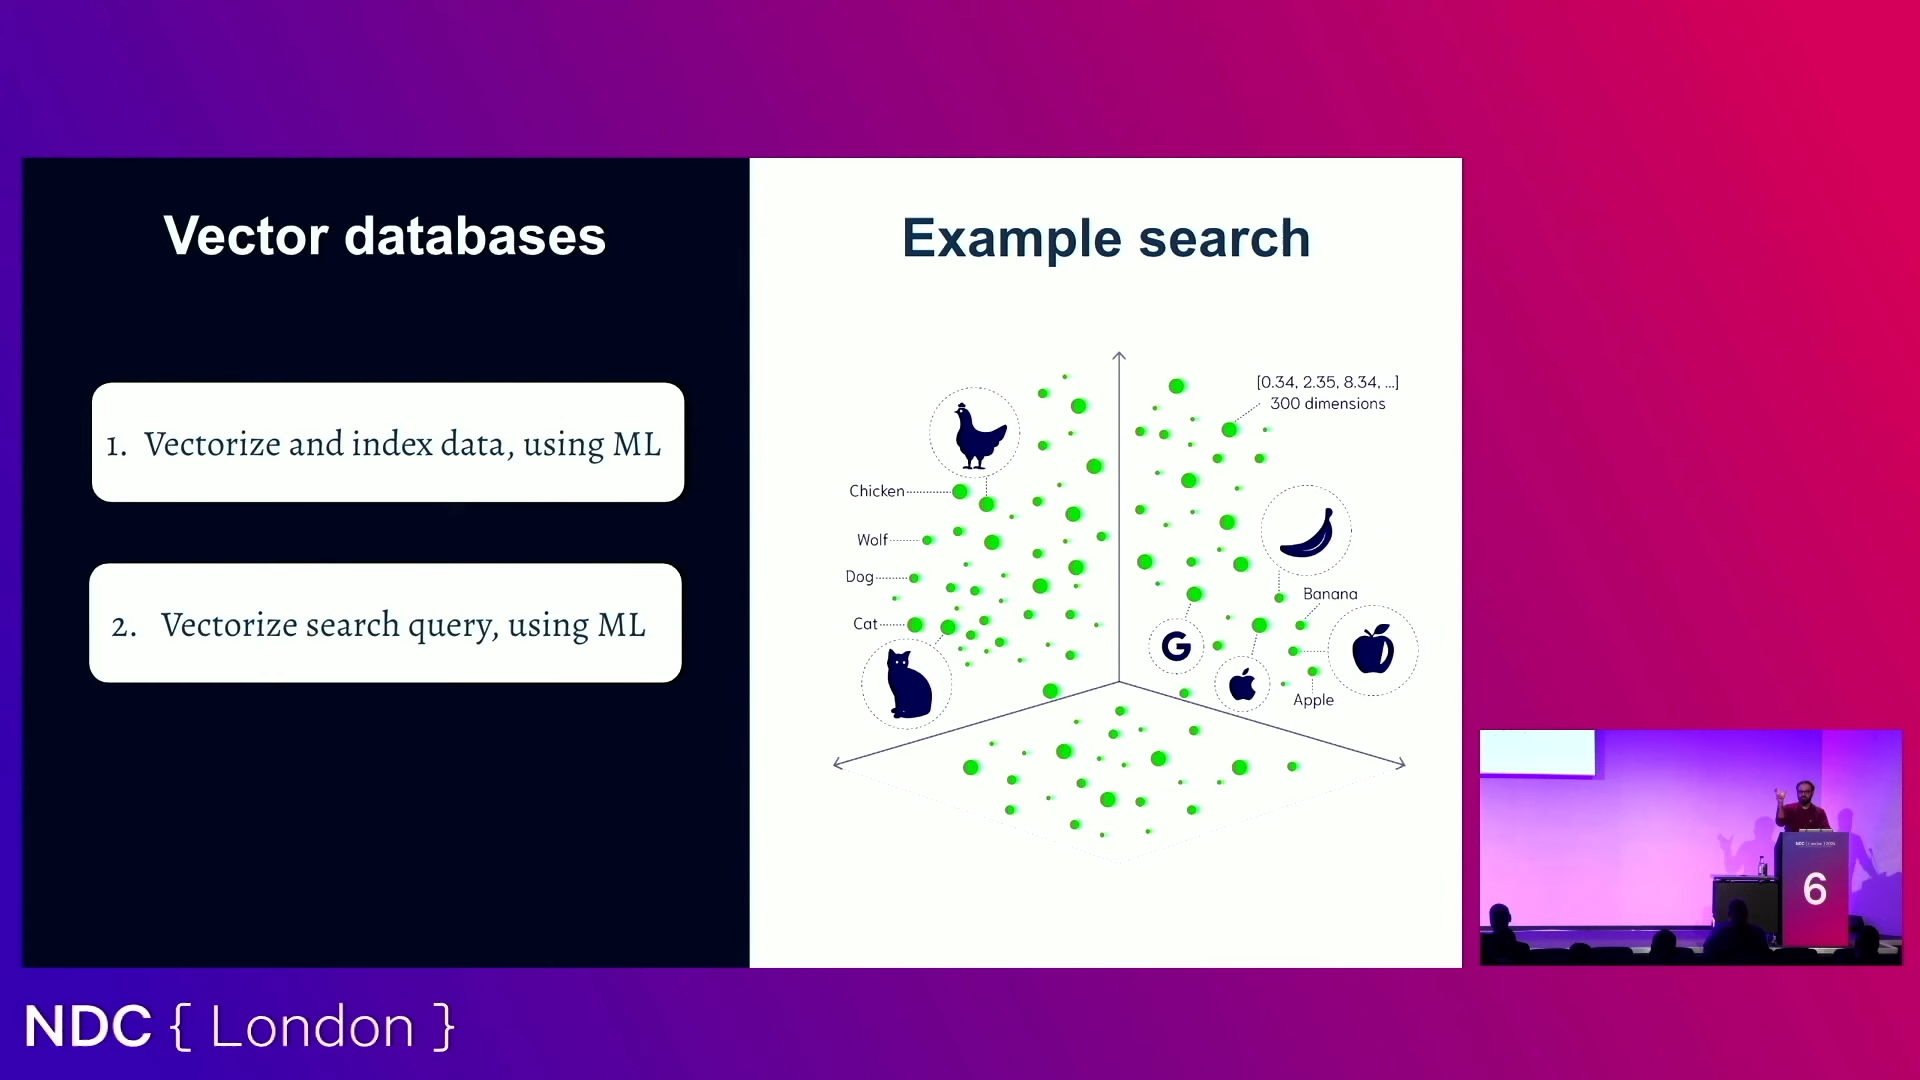 Vector databases
1. Vectorize and index data, using ML
2. Vectorize search query, using ML
Example search
[0.34, 2.35, 8.34, ...]
300 dimensions
Chicken
Wolf
Dog
Cat
Banana
Apple
G
6
NDC { London }